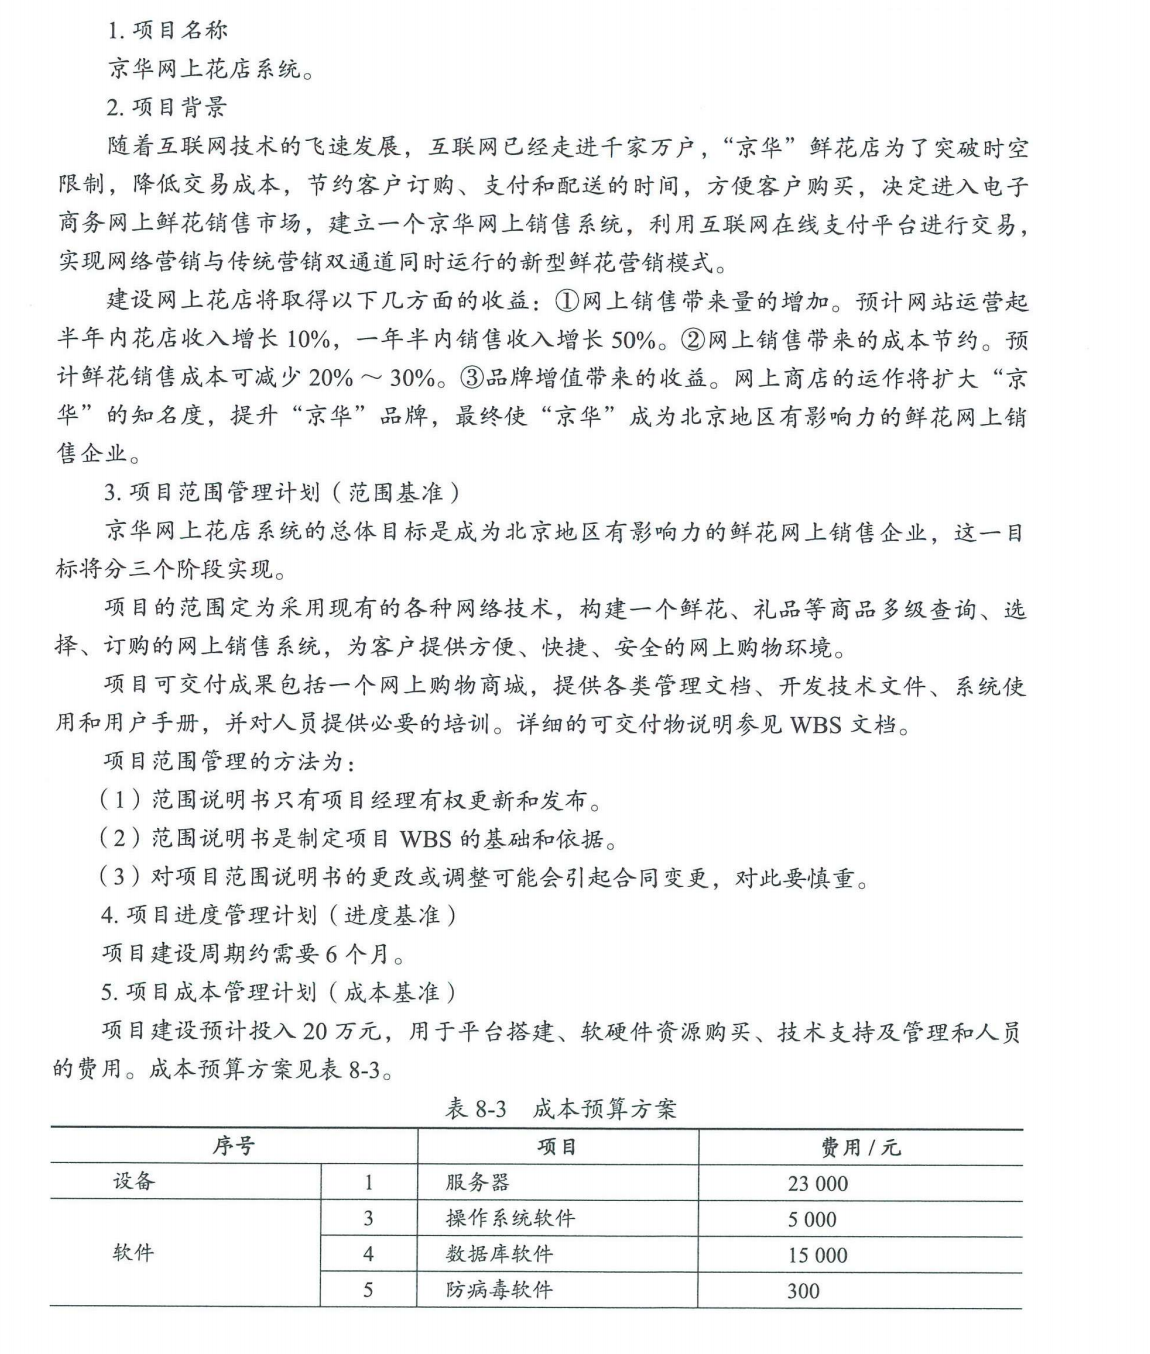 1. 项目名称
京华网上花店系统。
2. 项目背景
随着互联网技术的飞速发展，互联网已经走进千家万户，“京华”鲜花店为了突破时空
限制，降低交易成本，节约客户订购、支付和配送的时间，方便客户购买，决定进入电子
商务网上鲜花销售市场，建立一个京华网上销售系统，利用互联网在线支付平台进行交易，
实现网络营销与传统营销双通道同时运行的新型鲜花营销模式。
建设网上花店将取得以下几方面的收益：①网上销售带来量的增加。预计网站运营起
半年内花店收入增长 10%，一年半内销售收入增长 50%。②网上销售带来的成本节约。预
计鲜花销售成本可减少 20% ～ 30%。③品牌增值带来的收益。网上商店的运作将扩大“京
华”的知名度，提升“京华”品牌，最终使“京华”成为北京地区有影响力的鲜花网上销
售企业。
3. 项目范围管理计划（范围基准）
京华网上花店系统的总体目标是成为北京地区有影响力的鲜花网上销售企业，这一目
标将分三个阶段实现。
项目的范围定为采用现有的各种网络技术，构建一个鲜花、礼品等商品多级查询、选
择、订购的网上销售系统，为客户提供方便、快捷、安全的网上购物环境。
项目可交付成果包括一个网上购物商城，提供各类管理文档、开发技术文件、系统使
用和用户手册，并对人员提供必要的培训。详细的可交付物说明参见 WBS 文档。
项目范围管理的方法为：
（1）范围说明书只有项目经理有权更新和发布。
（2）范围说明书是制定项目 WBS 的基础和依据。
（3）对项目范围说明书的更改或调整可能会引起合同变更，对此要慎重。
4. 项目进度管理计划（进度基准）
项目建设周期约需要 6 个月。
5. 项目成本管理计划（成本基准）
项目建设预计投入 20 万元，用于平台搭建、软硬件资源购买、技术支持及管理和人员
的费用。成本预算方案见表 8-3。
表 8-3 成本预算方案
序号 项目 费用 / 元
设备 1 服务器 23 000
3 操作系统软件 5 000
软件 4 数据库软件 15 000
5 防病毒软件 300